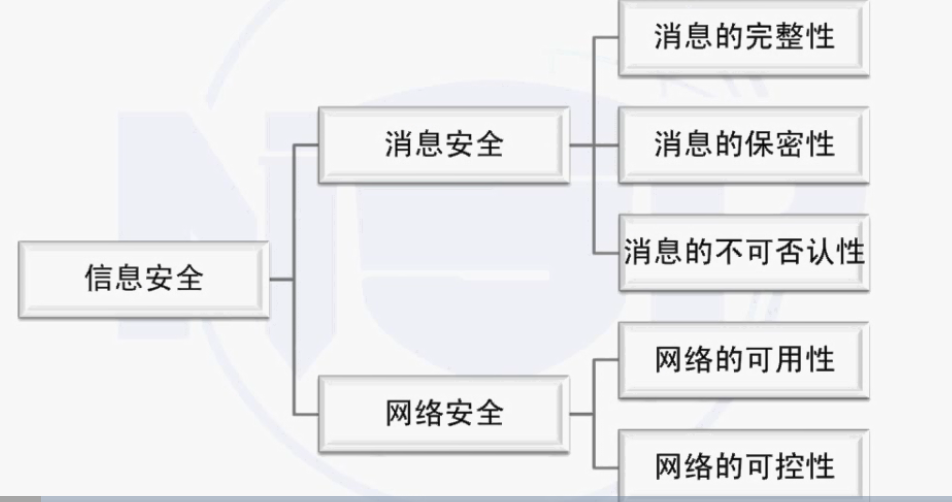 消息的完整性
消息安全
消息的保密性
消息的不可否认性
信息安全
网络的可用性
网络安全
网络的可控性